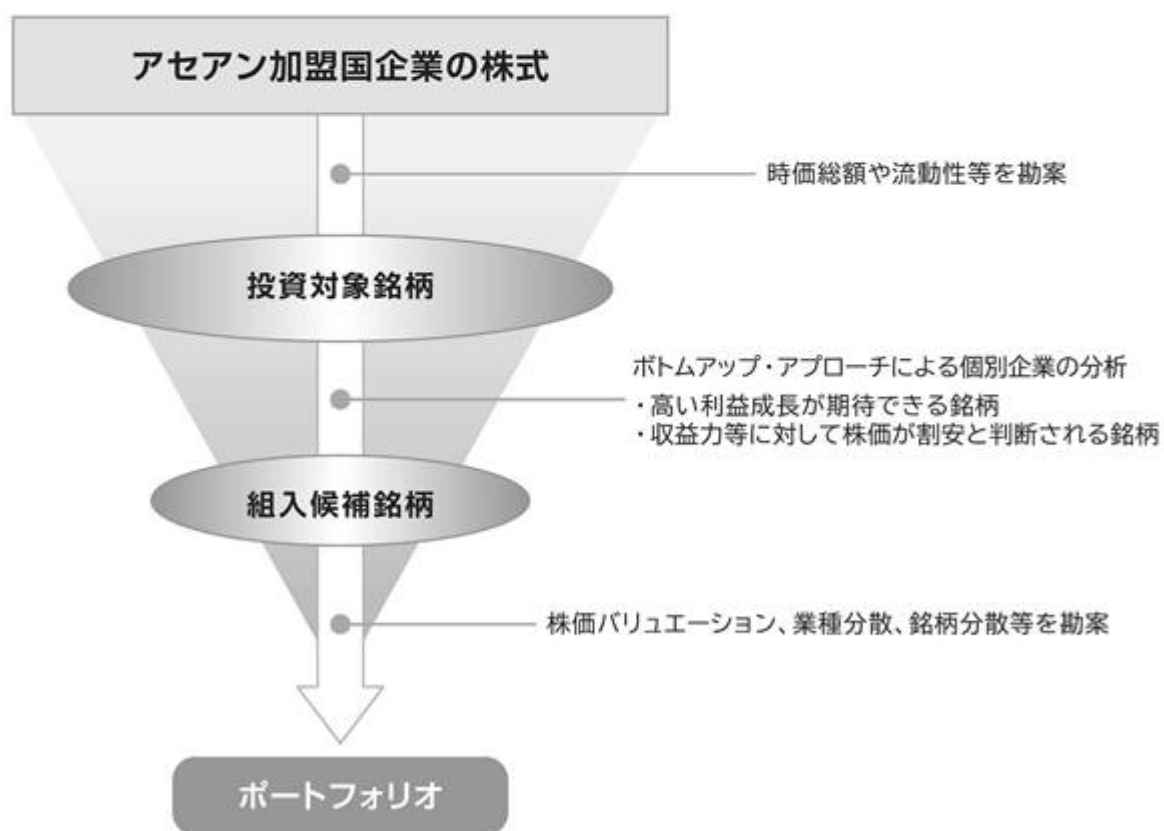 アセアン加盟国企業の株式
時価総額や流動性等を勘案
投資対象銘柄
ボトムアップ・アプローチによる個別企業の分析
・高い利益成長が期待できる銘柄
・収益力等に対して株価が割安と判断される銘柄
組入候補銘柄
株価バリュエーション、業種分散、銘柄分散等を勘案
ポートフォリオ